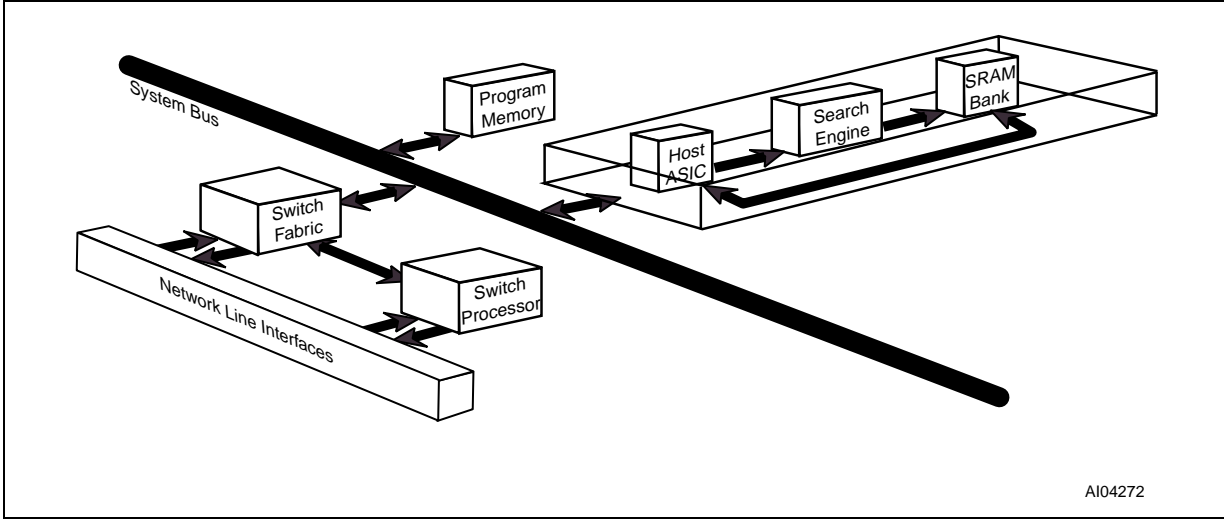 System Bus
Program
Memory
SRAM
Bank
Search
Engine
Host
ASIC
Switch
Fabric
Switch
Processor
Network Line Interfaces
AI04272